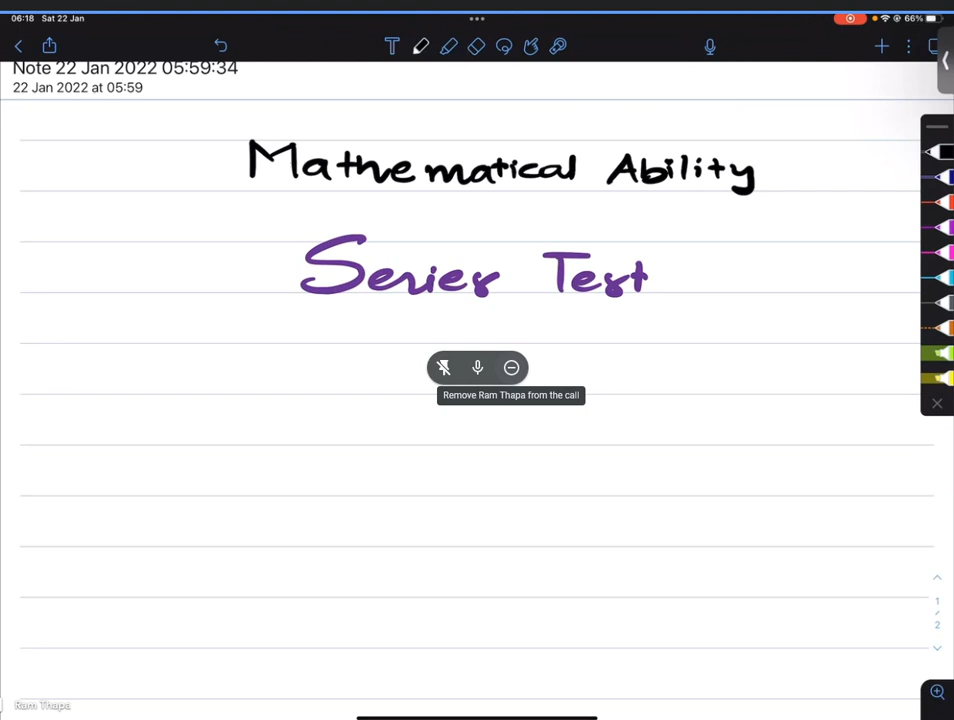 06:18 Sat 22 Jan
66%
Note 22 Jan 2022 05:59:34
22 Jan 2022 at 05:59
Mathematical Ability
Series Test
Remove Ram Thapa from the call
1
/
2
Ram Thapa